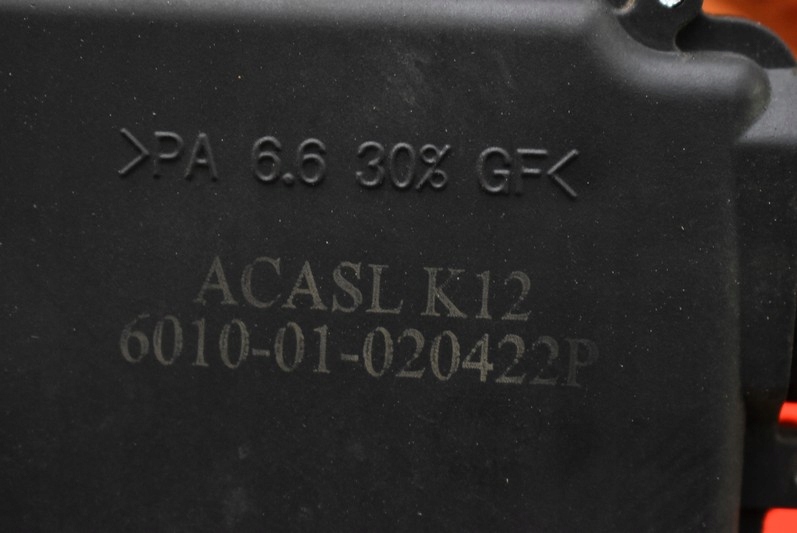 >PA 6.6 30% GF<
ACASL K12
6010-01-020422P